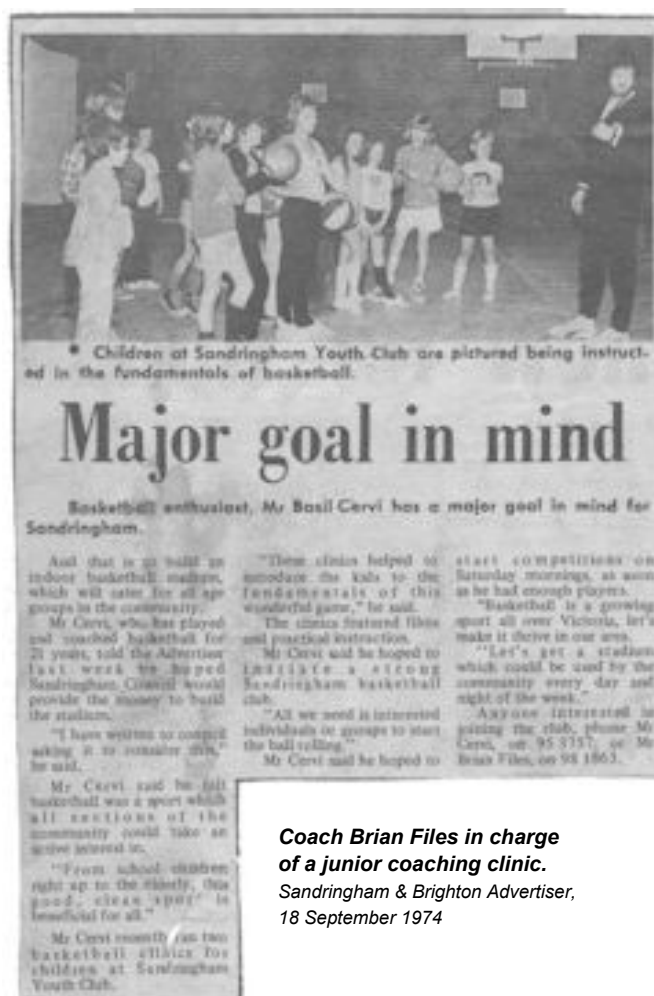 * Children at Sandringham Youth Club are pictured being instruct-
ed in the fundamentals of basketball.
Major goal in mind
Basketball enthusiast, Mr Basil Cervi has a major goal in mind for
Sandringham.
And that is to build an
indoor basketball stadium,
which will cater for all age
groups in the community.
Mr Cervi, who has played
and coached basketball for
21 years, told the Advertiser
last week he hoped
Sandringham Council would
provide the money to build
the stadium.
"I have written to council
asking it to consider this,"
he said.
Mr Cervi said he felt
basketball was a sport which
all sections of the
community could take an
active interest in.
"From school children
right up to the elderly, this
good, clean sport is
beneficial for all."
Mr Cervi recently ran two
basketball clinics for
children at Sandringham
Youth Club.
"These clinics helped to
introduce the kids to the
fundamentals of this
wonderful game," he said.
The clinics featured films
and practical instruction.
Mr Cervi said he hoped to
initiate a strong
Sandringham basketball
club.
"All we need is interested
individuals or groups to start
the ball rolling."
Mr Cervi said he hoped to
start competitions on
Saturday mornings, as soon
as he had enough players.
"Basketball is a growing
sport all over Victoria, let's
make it thrive in our area.
"Let's get a stadium
which could be used by the
community every day and
night of the week."
Anyone interested in
joining the club, phone Mr
Cervi, on or Mr
Brian Files, on 98 1863.
Coach Brian Files in charge
of a junior coaching clinic.
Sandringham & Brighton Advertiser,
18 September 1974